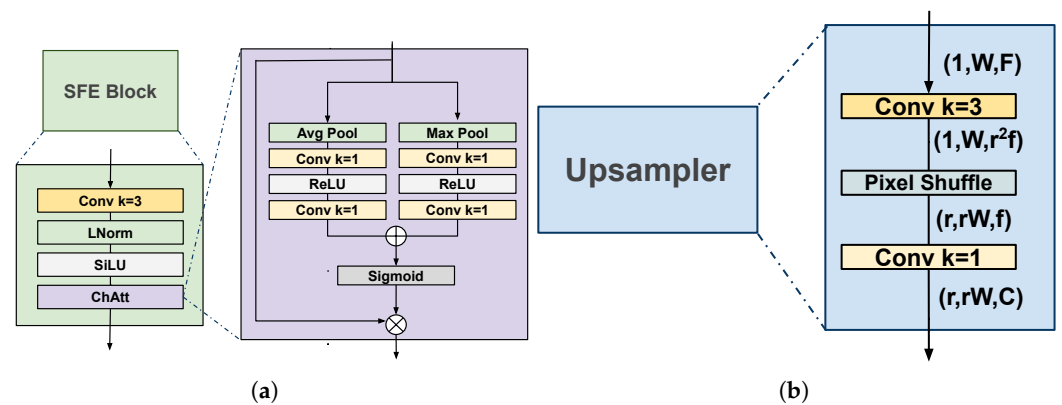 SFE Block
Conv k=3
LNorm
SiLU
ChAtt
Avg Pool
Max Pool
Conv k=1
Conv k=1
ReLU
ReLU
Conv k=1
Conv k=1
Sigmoid
(a)
Upsampler
(1,W,F)
Conv k=3
(1,W,r²f)
Pixel Shuffle
(r,rW,f)
Conv k=1
(r,rW,C)
(b)